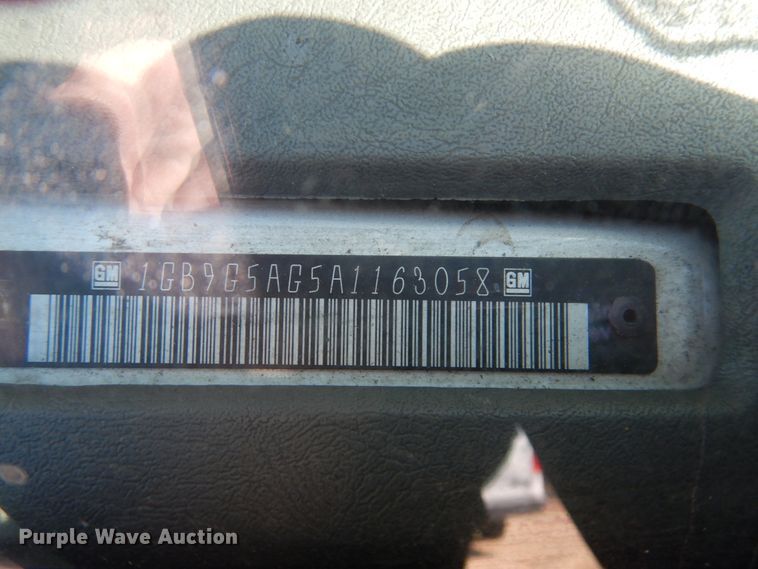 GM 1GB9G5AG5A1163058 GM
Purple Wave Auction